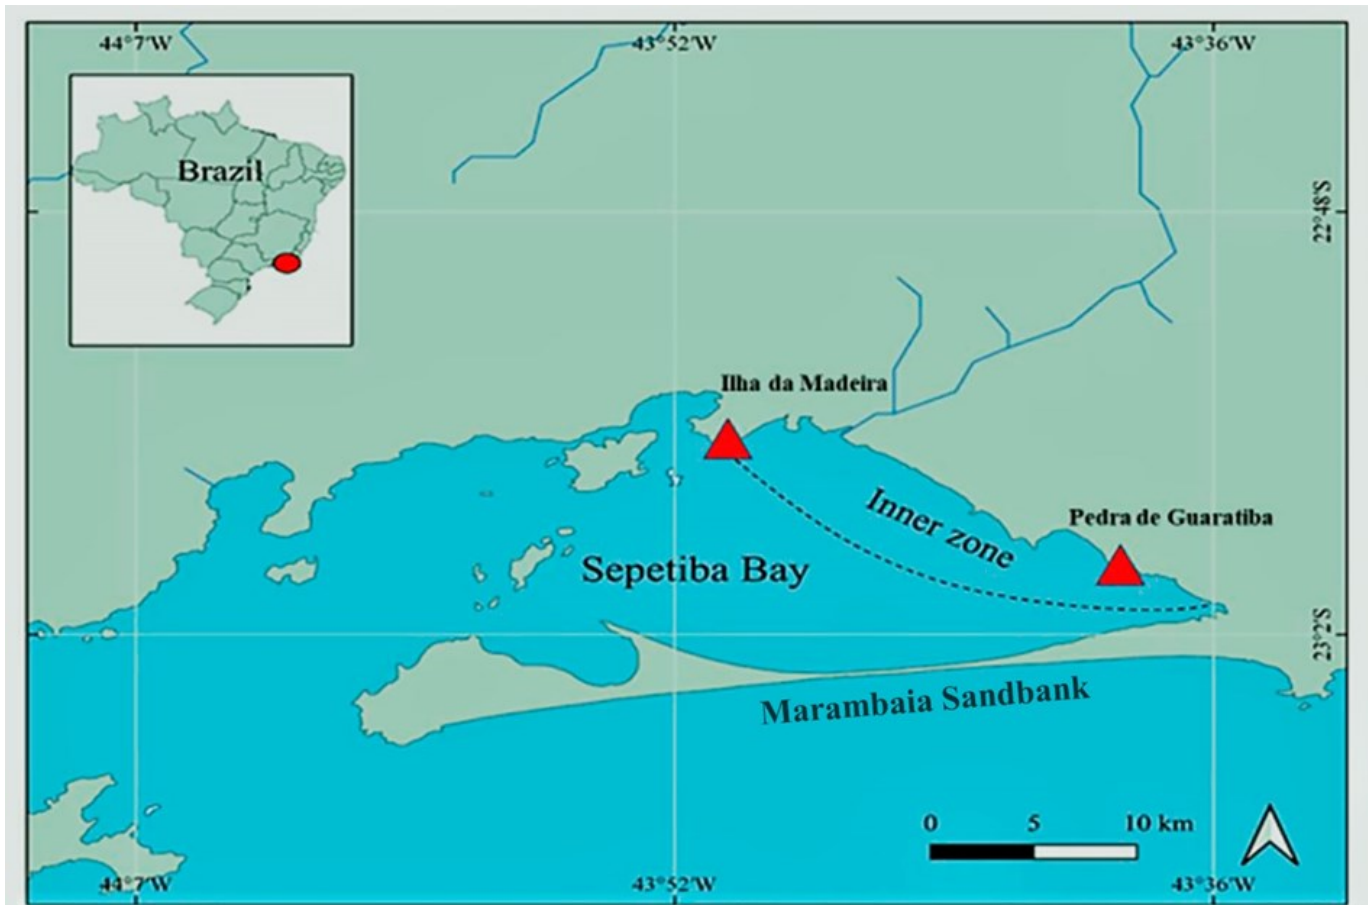 44°7'W 43°52'W 43°36'W
Brazil
22°48'S
Ilha da Madeira
Inner zone
Pedra de Guaratiba
Sepetiba Bay
23°2'S
Marambaia Sandbank
0 5 10 km
44°7'W 43°52'W 43°36'W